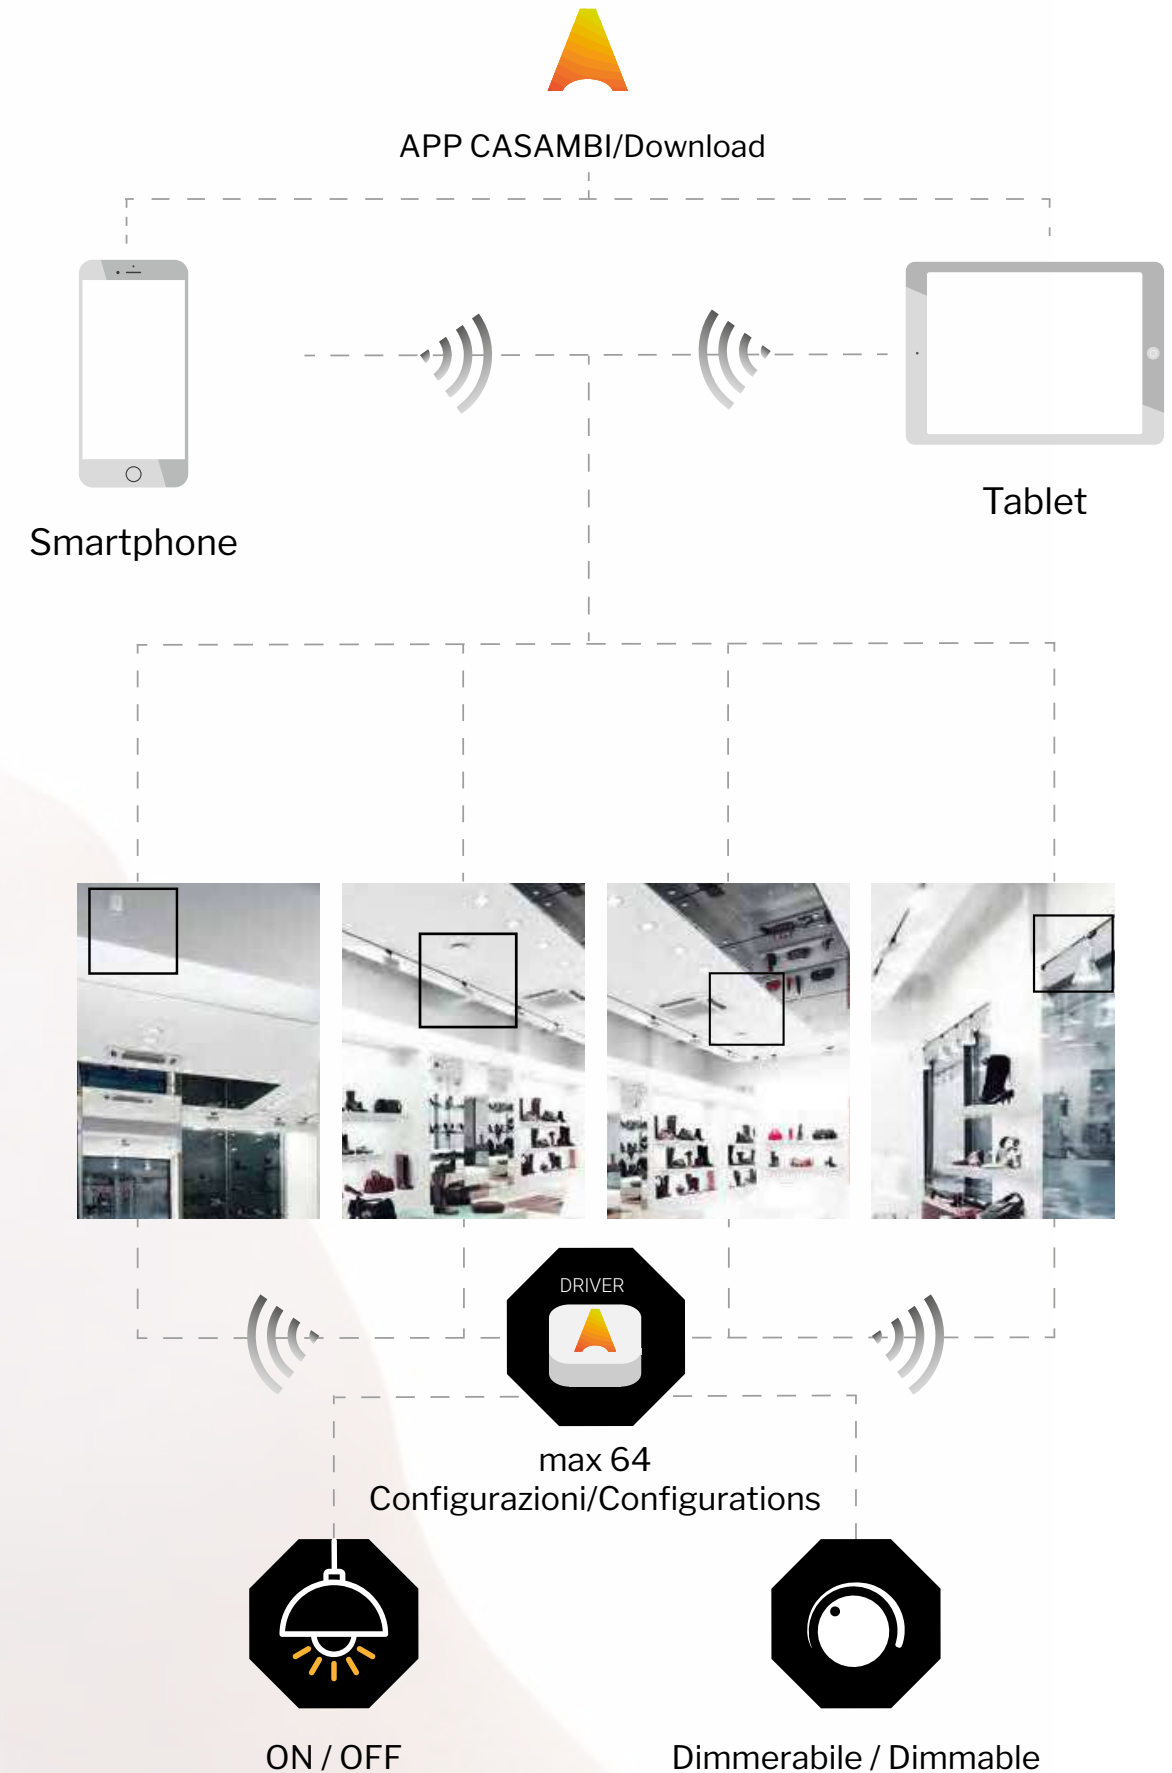 APP CASAMBI/Download
Smartphone
Tablet
DRIVER
max 64
Configurazioni/Configurations
ON / OFF
Dimmerabile / Dimmable